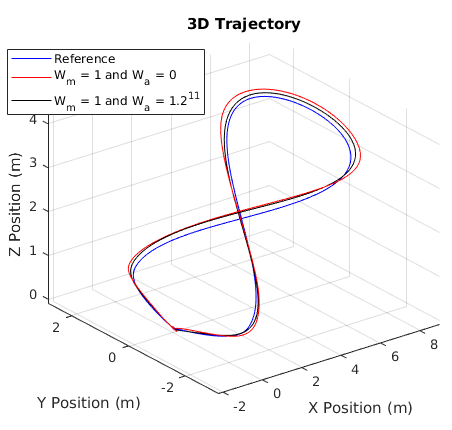 3D Trajectory
Reference
W_m = 1 and W_a = 0
W_m = 1 and W_a = 1.2^11
4
3
2
1
0
Z Position (m)
2
0
-2
Y Position (m)
-2
0
2
4
6
8
X Position (m)